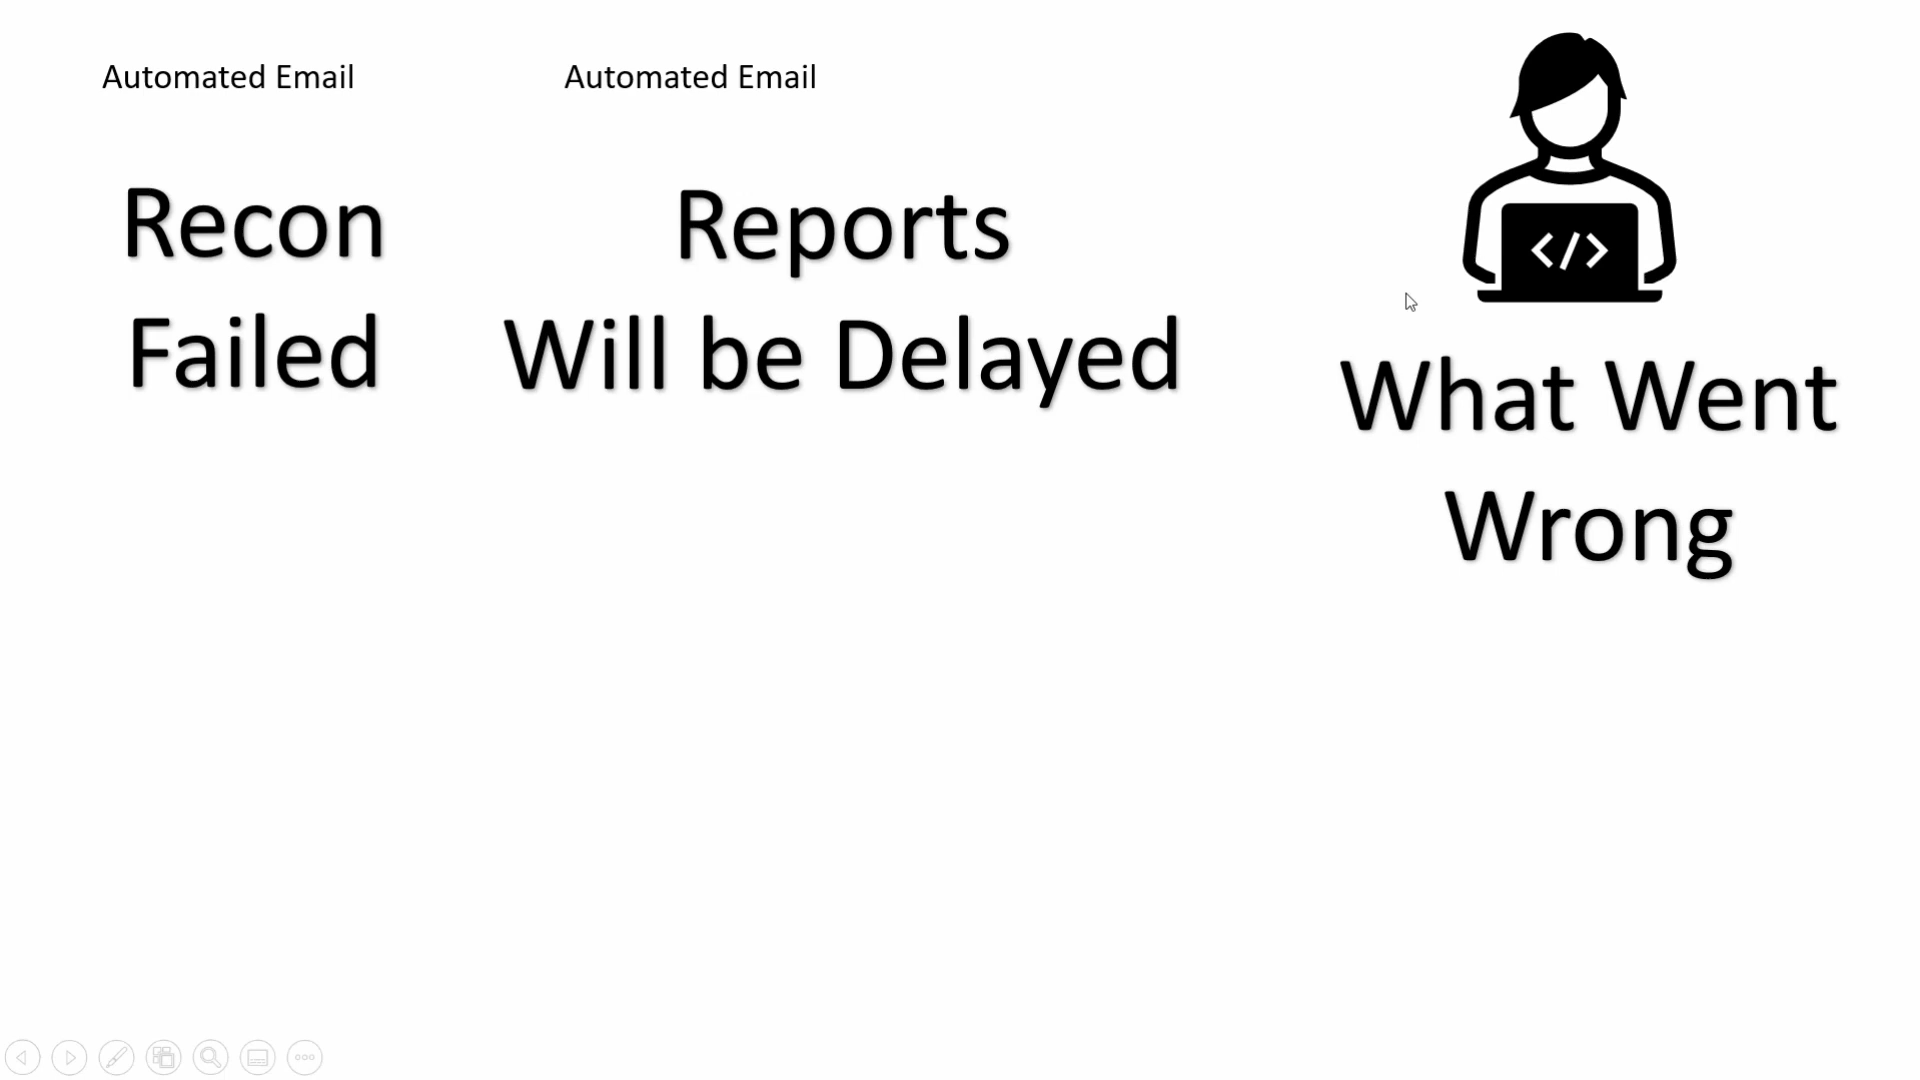 Automated Email
Recon
Failed
Automated Email
Reports
Will be Delayed
</>
What Went
Wrong